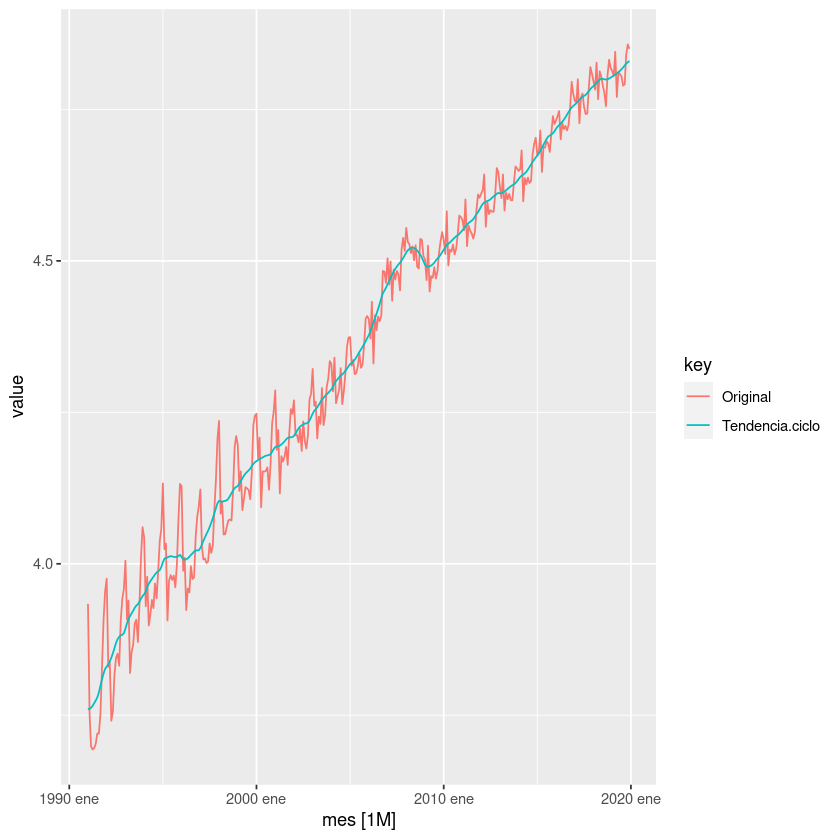 value
4.5
4.0
1990 ene
2000 ene
2010 ene
2020 ene
mes [1M]
key
Original
Tendencia.ciclo